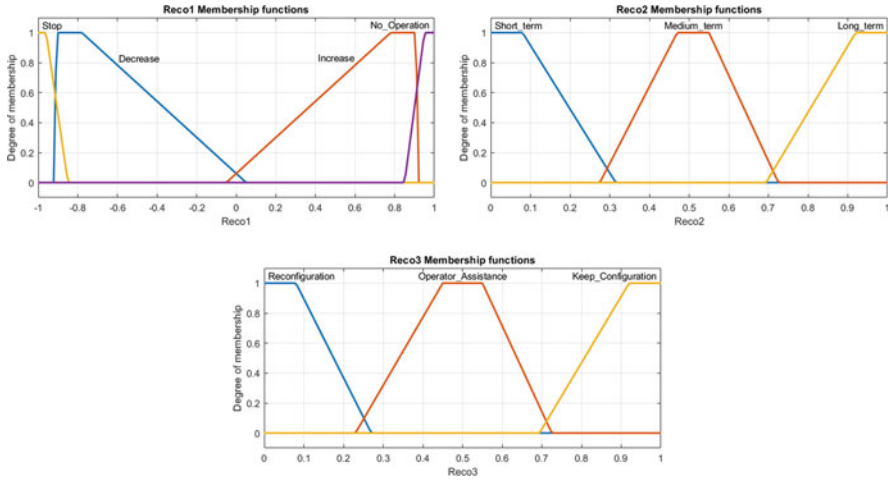 Reco1 Membership functions
Stop
No_Operation
Decrease
Increase
Degree of membership
1
0.8
0.6
0.4
0.2
0
-1 -0.8 -0.6 -0.4 -0.2 0 0.2 0.4 0.6 0.8 1
Reco1
Reco2 Membership functions
Short_term Medium_term Long_term
Degree of membership
1
0.8
0.6
0.4
0.2
0
0 0.1 0.2 0.3 0.4 0.5 0.6 0.7 0.8 0.9 1
Reco2
Reco3 Membership functions
Reconfiguration Operator_Assistance Keep_Configuration
Degree of membership
1
0.8
0.6
0.4
0.2
0
0 0.1 0.2 0.3 0.4 0.5 0.6 0.7 0.8 0.9 1
Reco3